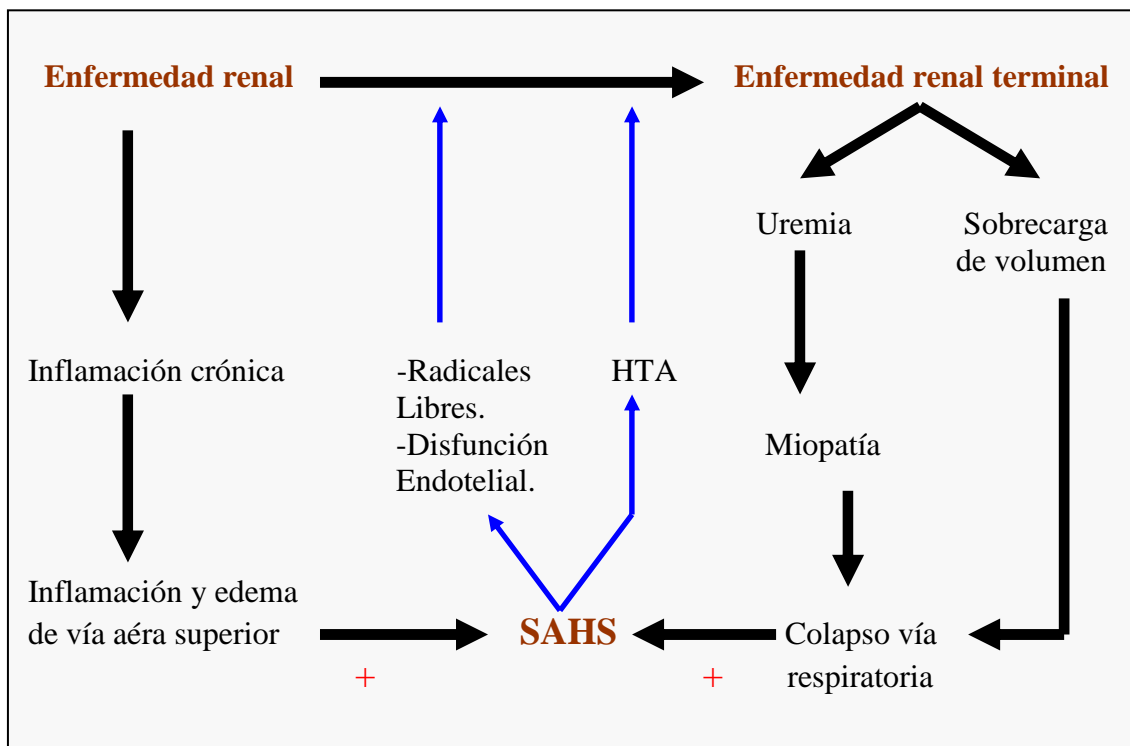 Enfermedad renal
Enfermedad renal terminal
Uremia
Sobrecarga
de volumen
Inflamación crónica
-Radicales
Libres.
-Disfunción
Endotelial.
HTA
Miopatía
Inflamación y edema
de vía aéra superior
SAHS
Colapso vía
respiratoria
+
+